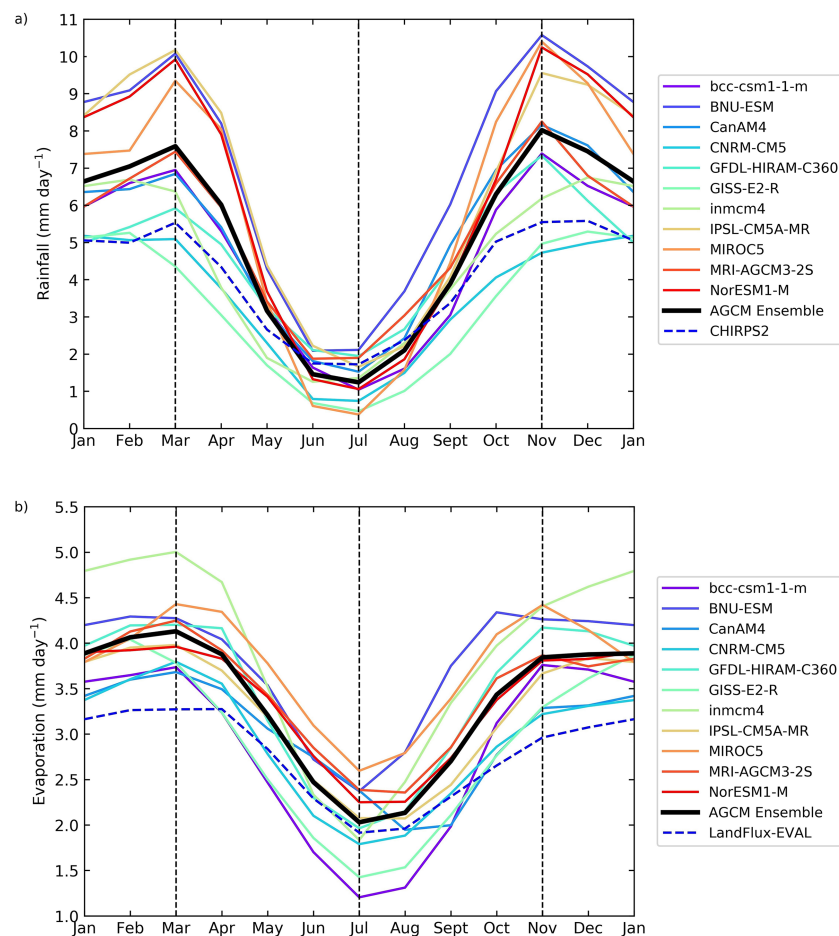 a)
Rainfall (mm day⁻¹)
11
10
9
8
7
6
5
4
3
2
1
0
Jan Feb Mar Apr May Jun Jul Aug Sept Oct Nov Dec Jan
bcc-csm1-1-m
BNU-ESM
CanAM4
CNRM-CM5
GFDL-HIRAM-C360
GISS-E2-R
inmcm4
IPSL-CM5A-MR
MIROC5
MRI-AGCM3-2S
NorESM1-M
AGCM Ensemble
CHIRPS2
b)
Evaporation (mm day⁻¹)
5.5
5.0
4.5
4.0
3.5
3.0
2.5
2.0
1.5
1.0
Jan Feb Mar Apr May Jun Jul Aug Sept Oct Nov Dec Jan
bcc-csm1-1-m
BNU-ESM
CanAM4
CNRM-CM5
GFDL-HIRAM-C360
GISS-E2-R
inmcm4
IPSL-CM5A-MR
MIROC5
MRI-AGCM3-2S
NorESM1-M
AGCM Ensemble
LandFlux-EVAL